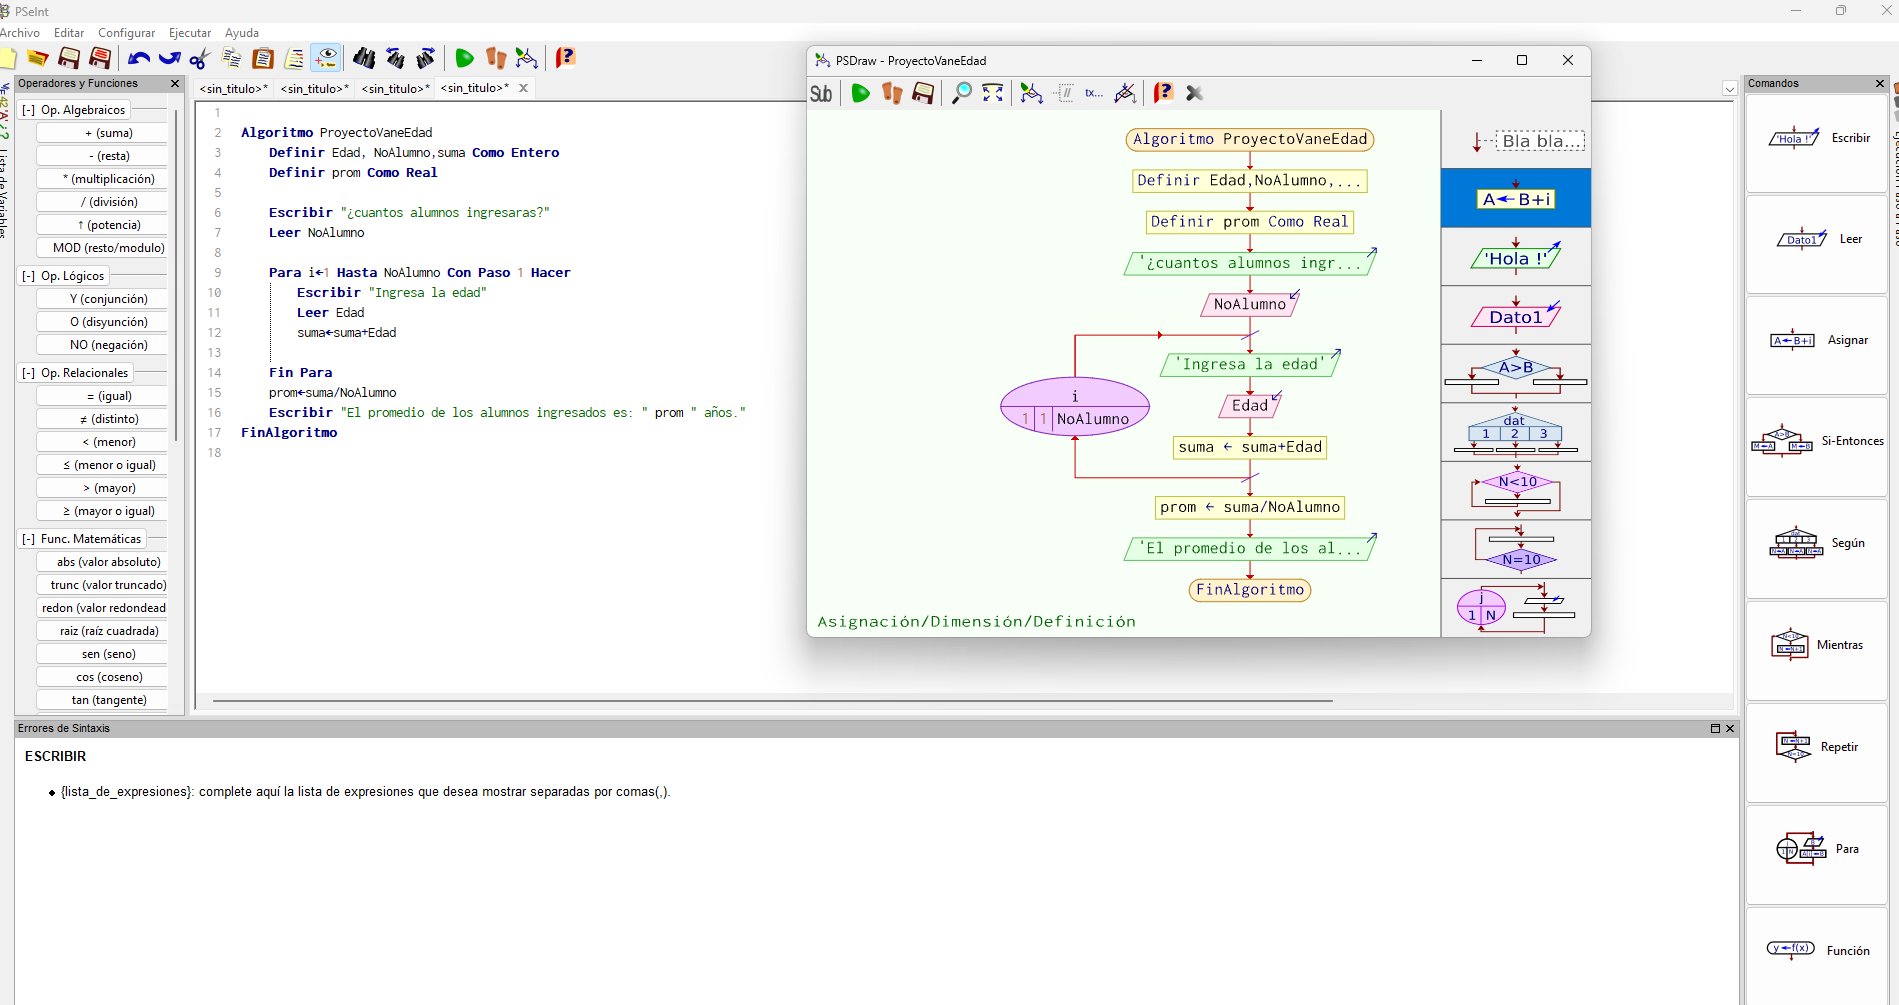 PSeInt
Archivo Editar Configurar Ejecutar Ayuda
Operadores y Funciones
[-] Op. Algebraicos
+ (suma)
- (resta)
* (multiplicación)
/ (división)
↑ (potencia)
MOD (resto/modulo)
[-] Op. Lógicos
Y (conjunción)
O (disyunción)
NO (negación)
[-] Op. Relacionales
= (igual)
≠ (distinto)
< (menor)
≤ (menor o igual)
> (mayor)
≥ (mayor o igual)
[-] Func. Matemáticas
abs (valor absoluto)
trunc (valor truncado)
redon (valor redondead
raiz (raíz cuadrada)
sen (seno)
cos (coseno)
tan (tangente)
Lista de Variables
<sin_titulo>* <sin_titulo>* <sin_titulo>* <sin_titulo>*
1
2 Algoritmo ProyectoVaneEdad
3 Definir Edad, NoAlumno,suma Como Entero
4 Definir prom Como Real
5
6 Escribir "¿cuantos alumnos ingresaras?"
7 Leer NoAlumno
8
9 Para i←1 Hasta NoAlumno Con Paso 1 Hacer
10 Escribir "Ingresa la edad"
11 Leer Edad
12 suma←suma+Edad
13
14 Fin Para
15 prom←suma/NoAlumno
16 Escribir "El promedio de los alumnos ingresados es: " prom " años."
17 FinAlgoritmo
18
PSDraw - ProyectoVaneEdad
Sub
tx...
Algoritmo ProyectoVaneEdad
Definir Edad,NoAlumno,...
Definir prom Como Real
'¿cuantos alumnos ingr...
NoAlumno
'Ingresa la edad'
i
1 1 NoAlumno
Edad
suma ← suma+Edad
prom ← suma/NoAlumno
'El promedio de los al...
FinAlgoritmo
Asignación/Dimensión/Definición
Bla bla...
A←B+i
'Hola !'
Dato1
A>B
dat
1 2 3
N<10
N=10
j
1 N
Comandos
'Hola !' Escribir
Dato1 Leer
A←B+i Asignar
Si-Entonces
Según
Mientras
Repetir
Para
y←f(x) Función
Errores de Sintaxis
ESCRIBIR
{lista_de_expresiones}: complete aquí la lista de expresiones que desea mostrar separadas por comas(,).